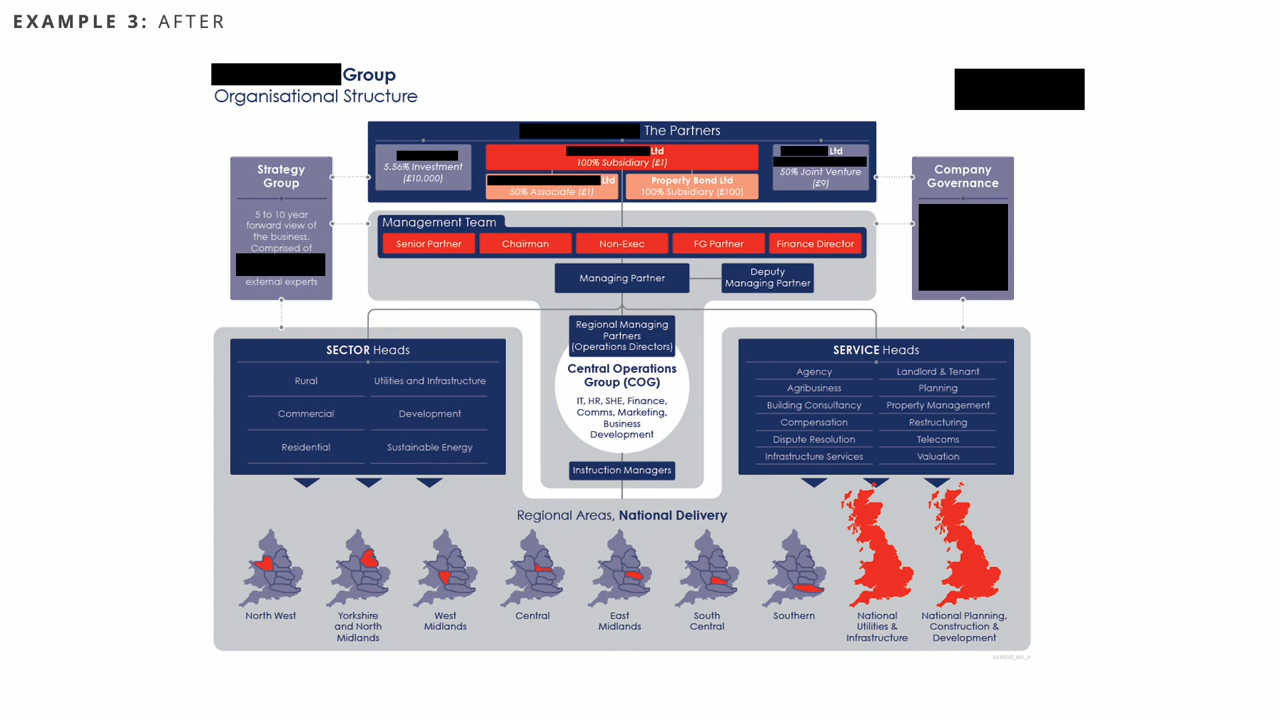 EXAMPLE 3: AFTER
Group
Organisational Structure
The Partners
5.56% Investment
(£10,000)
Ltd
100% Subsidiary (£1)
Ltd
50% Associate (£1)
Property Bond Ltd
100% Subsidiary (£100)
Ltd
50% Joint Venture
(£9)
Strategy
Group
5 to 10 year
forward view of
the business.
Comprised of
external experts
Company
Governance
Management Team
Senior Partner
Chairman
Non-Exec
FG Partner
Finance Director
Managing Partner
Deputy
Managing Partner
Regional Managing
Partners
(Operations Directors)
Central Operations
Group (COG)
IT, HR, SHE, Finance,
Comms, Marketing,
Business
Development
Instruction Managers
SECTOR Heads
Rural
Utilities and Infrastructure
Commercial
Development
Residential
Sustainable Energy
SERVICE Heads
Agency
Landlord & Tenant
Agribusiness
Planning
Building Consultancy
Property Management
Compensation
Restructuring
Dispute Resolution
Telecoms
Infrastructure Services
Valuation
Regional Areas, National Delivery
North West
Yorkshire
and North
Midlands
West
Midlands
Central
East
Midlands
South
Central
Southern
National
Utilities &
Infrastructure
National Planning,
Construction &
Development